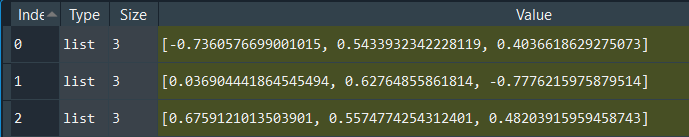 Inde Type Size Value
0 list 3 [-0.7360576699001015, 0.5433932342228119, 0.4036618629275073]
1 list 3 [0.036904441864545494, 0.62764855861814, -0.7776215975879514]
2 list 3 [0.6759121013503901, 0.5574774254312401, 0.48203915959458743]